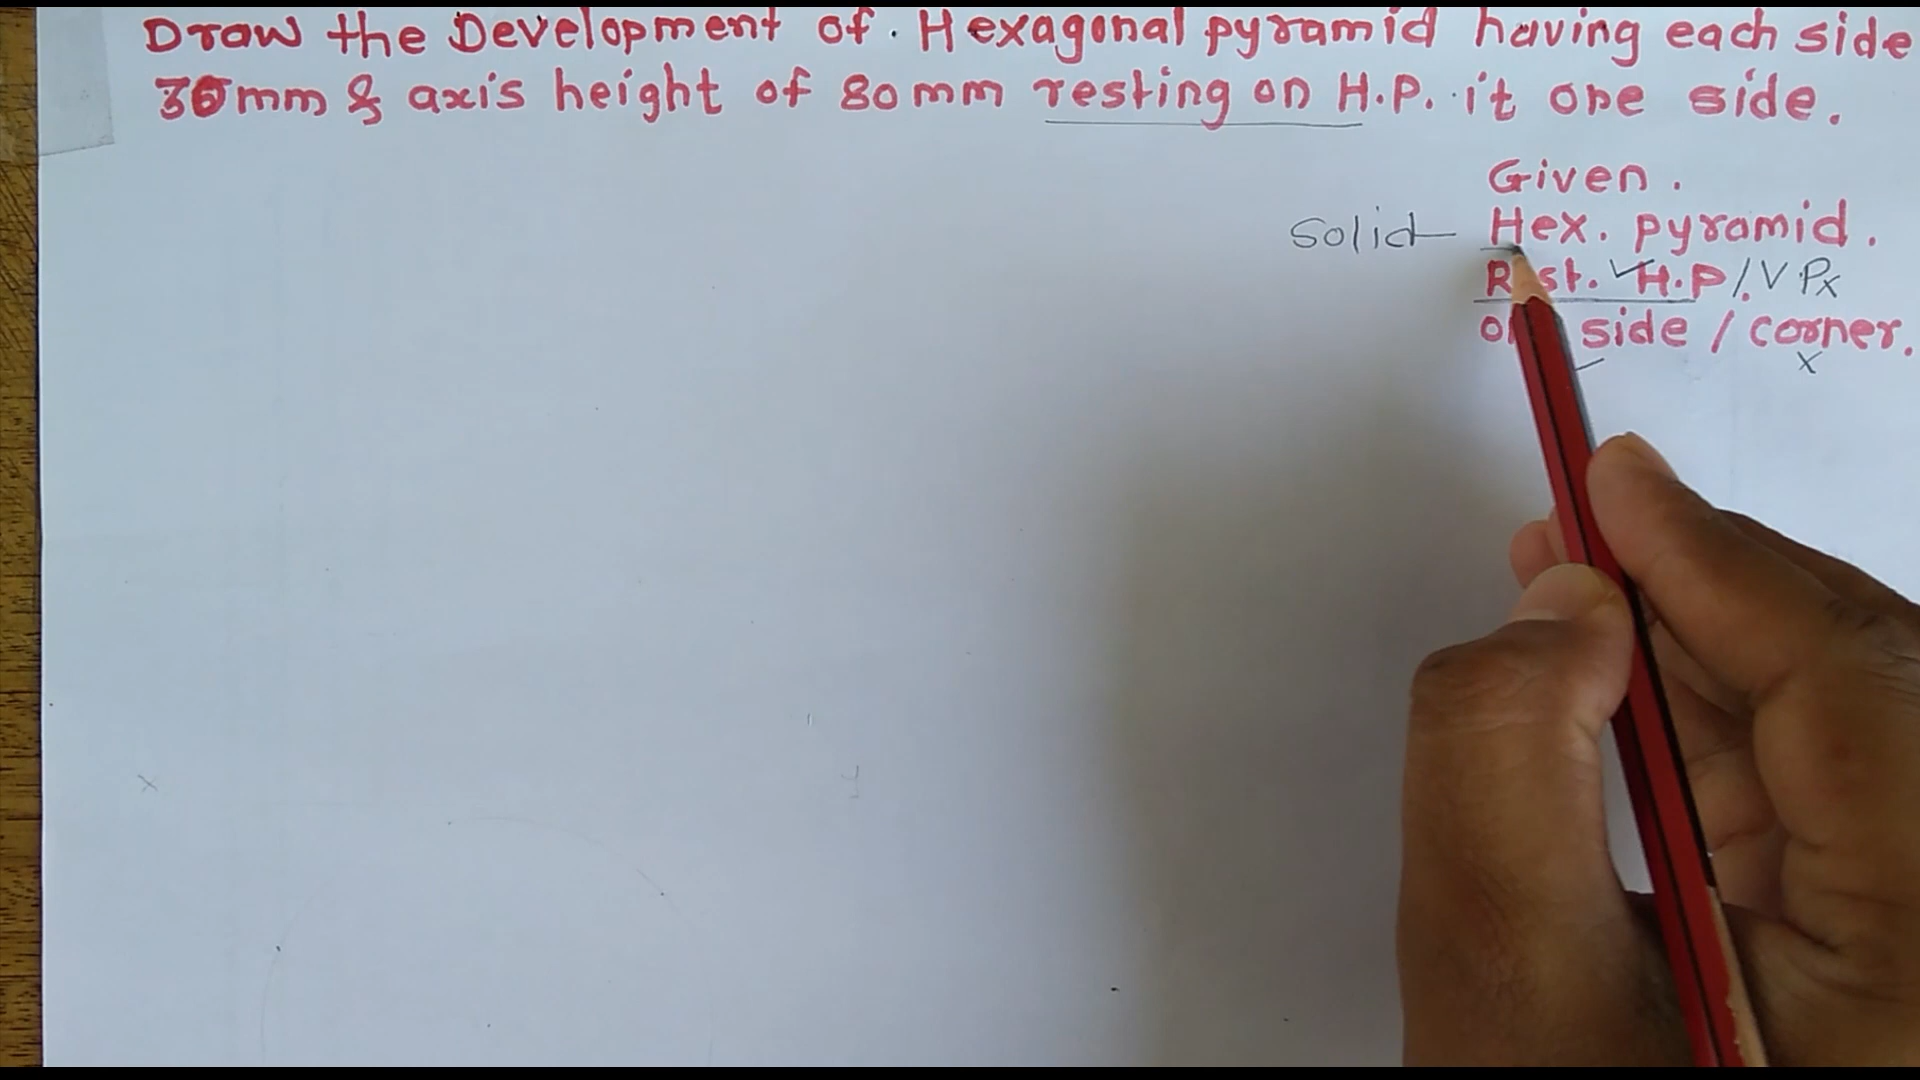 Draw the Development of. Hexagonal pyramid having each side
30mm & axis height of 80mm resting on H.P. it one side.
Given.
Solid - Hex. pyramid.
H.P. / V.P x
side / corner.
x
x y